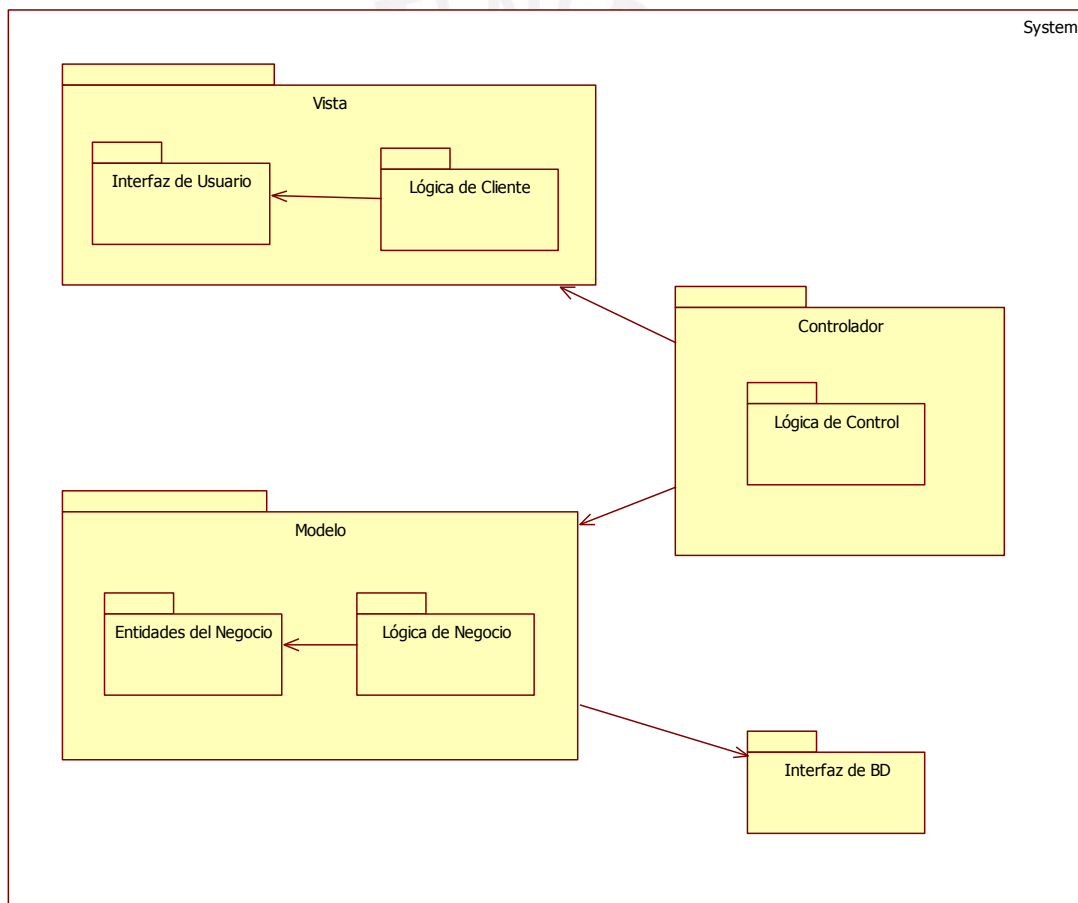 System
Vista
Interfaz de Usuario
Lógica de Cliente
Controlador
Lógica de Control
Modelo
Entidades del Negocio
Lógica de Negocio
Interfaz de BD